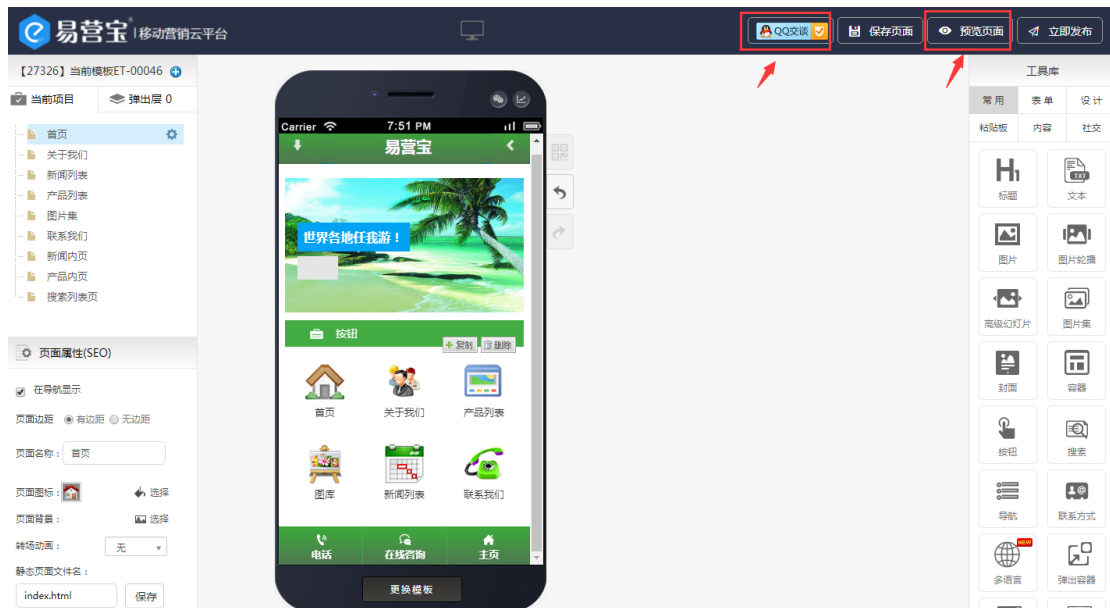 易营宝® | 移动营销云平台
QQ交谈
保存页面
预览页面
立即发布
【27326】当前模板ET-00046
当前项目
弹出层 0
首页
关于我们
新闻列表
产品列表
图片集
联系我们
新闻内页
产品内页
搜索列表页
页面属性(SEO)
在导航显示
页面边距 有边距 无边距
页面名称： 首页
页面图标： 选择
页面背景： 选择
转场动画： 无
静态页面文件名：
index.html 保存
Carrier 7:51 PM
易营宝
世界各地任我游！
按钮
复制 删除
首页 关于我们 产品列表
图库 新闻列表 联系我们
电话 在线咨询 主页
更换模板
工具库
常用 表单 设计
粘贴板 内容 社交
H1 TXT
标题 文本
图片 图片轮播
高级幻灯片 图片集
封面 容器
按钮 搜索
导航 联系方式
NEW
多语言 弹出容器